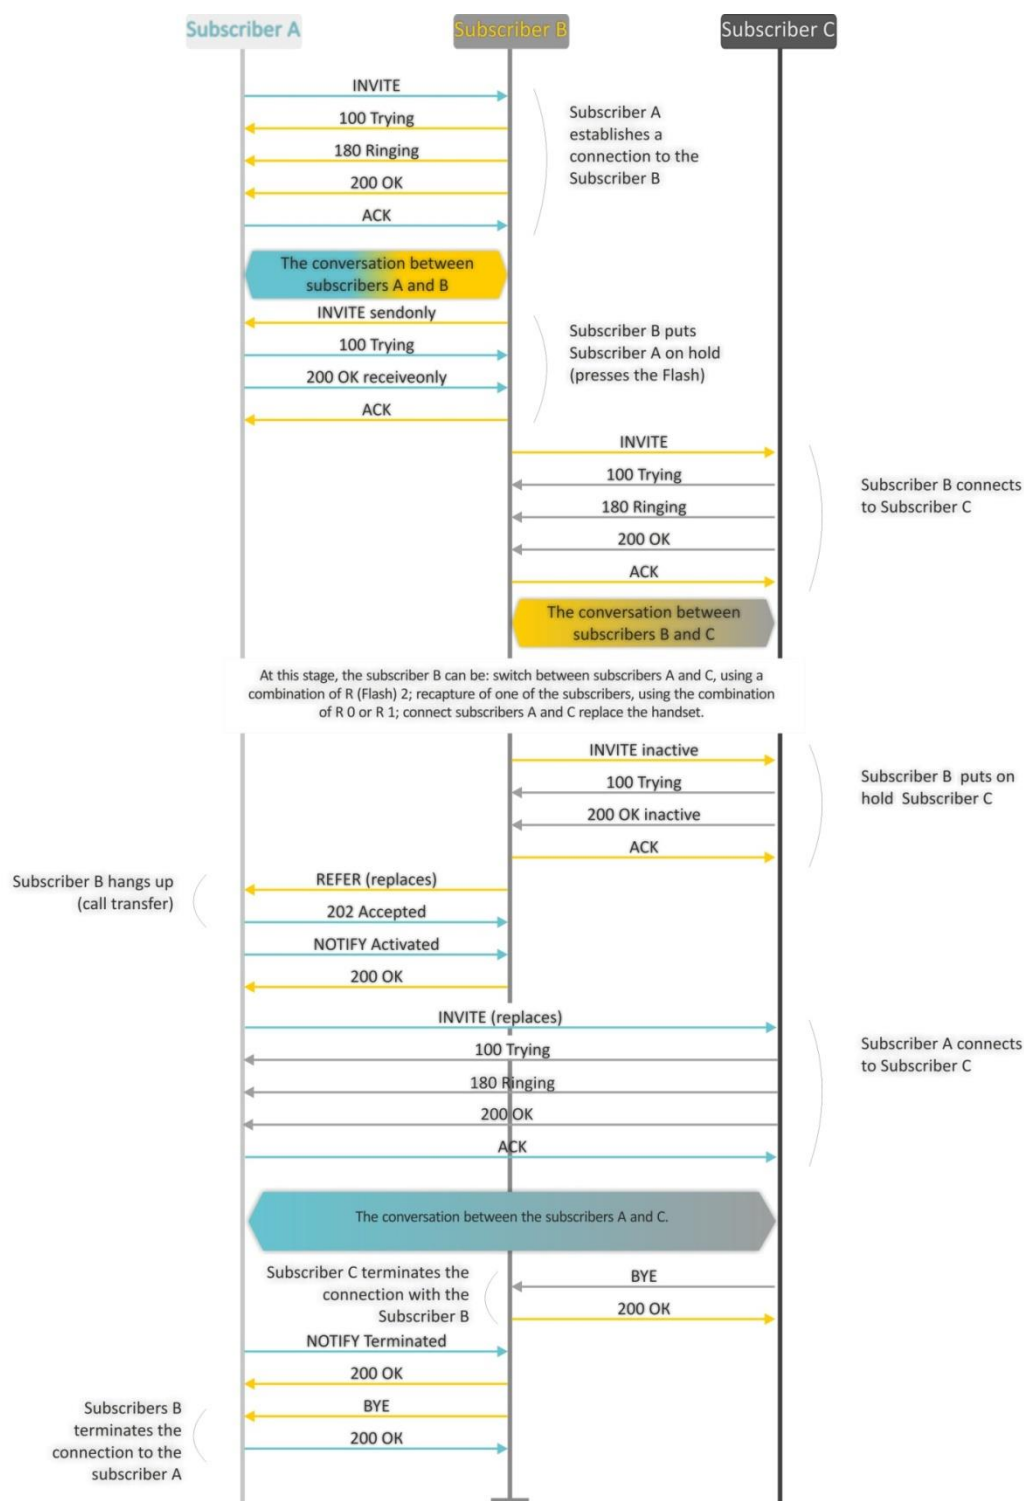 Subscriber A
Subscriber B
Subscriber C
INVITE
100 Trying
180 Ringing
200 OK
ACK
Subscriber A
establishes a
connection to the
Subscriber B
The conversation between
subscribers A and B
INVITE sendonly
100 Trying
200 OK receiveonly
ACK
Subscriber B puts
Subscriber A on hold
(presses the Flash)
INVITE
100 Trying
180 Ringing
200 OK
ACK
Subscriber B connects
to Subscriber C
The conversation between
subscribers B and C
At this stage, the subscriber B can be: switch between subscribers A and C, using a
combination of R (Flash) 2; recapture of one of the subscribers, using the combination
of R 0 or R 1; connect subscribers A and C replace the handset.
INVITE inactive
100 Trying
200 OK inactive
ACK
Subscriber B puts on
hold Subscriber C
Subscriber B hangs up
(call transfer)
REFER (replaces)
202 Accepted
NOTIFY Activated
200 OK
INVITE (replaces)
100 Trying
180 Ringing
200 OK
ACK
Subscriber A connects
to Subscriber C
The conversation between the subscribers A and C.
Subscriber C terminates the
connection with the
Subscriber B
BYE
200 OK
NOTIFY Terminated
200 OK
BYE
200 OK
Subscribers B
terminates the
connection to the
subscriber A